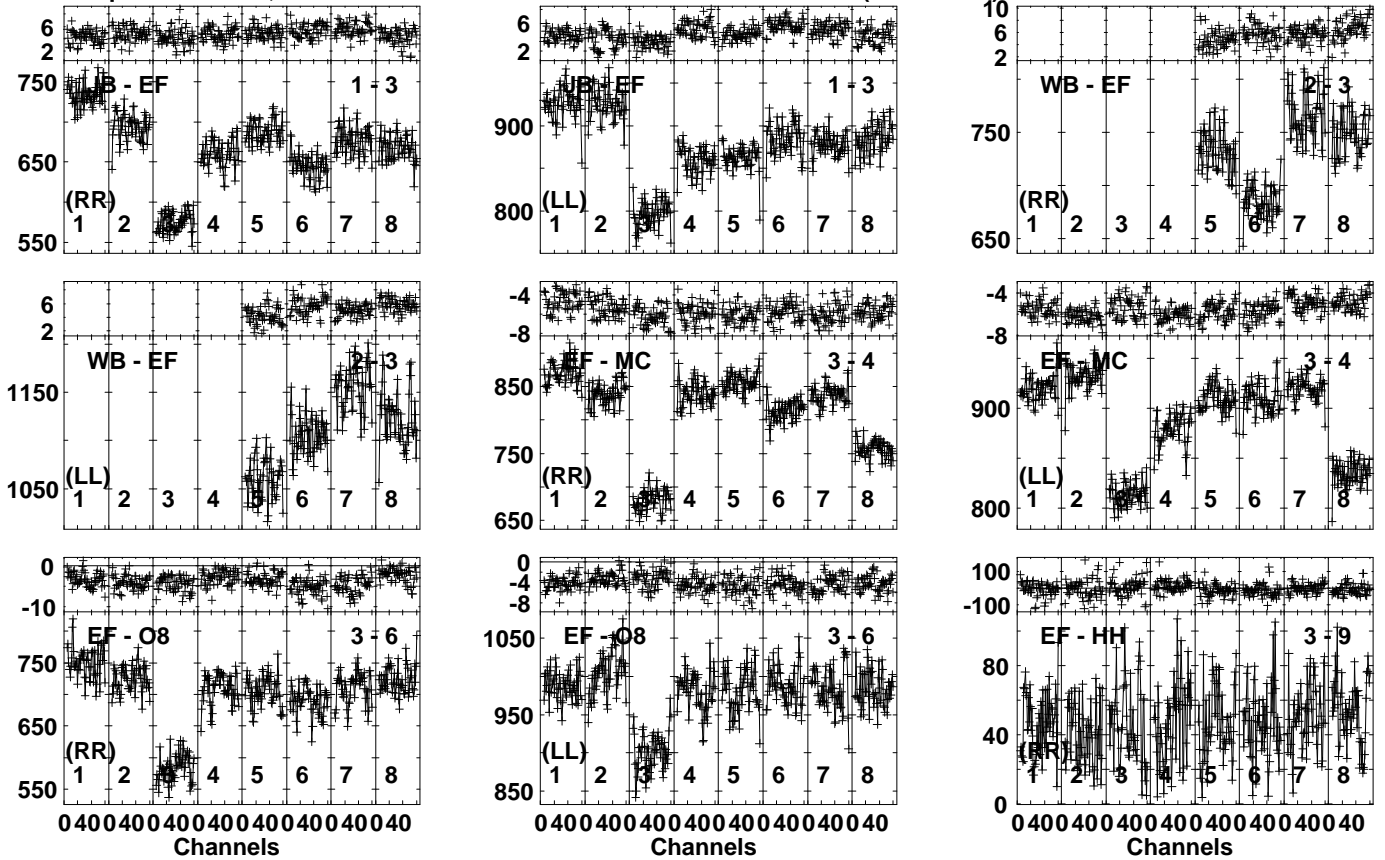 6 2 6 2 10 6 2
750 650 550 JB - EF 1 - 3 (RR) 1 2 3 4 5 6 7 8
900 800 JB - EF 1 - 3 (LL) 1 2 3 4 5 6 7 8
750 650 WB - EF 2 - 3 (RR) 1 2 3 4 5 6 7 8
6 2 -4 -8 -4 -8
1150 1050 WB - EF 2 - 3 (LL) 1 2 3 4 5 6 7 8
850 750 650 EF - MC 3 - 4 (RR) 1 2 3 4 5 6 7 8
900 800 EF - MC 3 - 4 (LL) 1 2 3 4 5 6 7 8
0 -10 0 -4 -8 100 -100
750 650 550 EF - O8 3 - 6 (RR) 1 2 3 4 5 6 7 8
1050 950 850 EF - O8 3 - 6 (LL) 1 2 3 4 5 6 7 8
80 40 0 EF - HH 3 - 9 (RR) 1 2 3 4 5 6 7 8
0 40 0 40 0 40 0 40 0 40 0 40 0 40 0 40
0 40 0 40 0 40 0 40 0 40 0 40 0 40 0 40
0 40 0 40 0 40 0 40 0 40 0 40 0 40 0 40
Channels Channels Channels